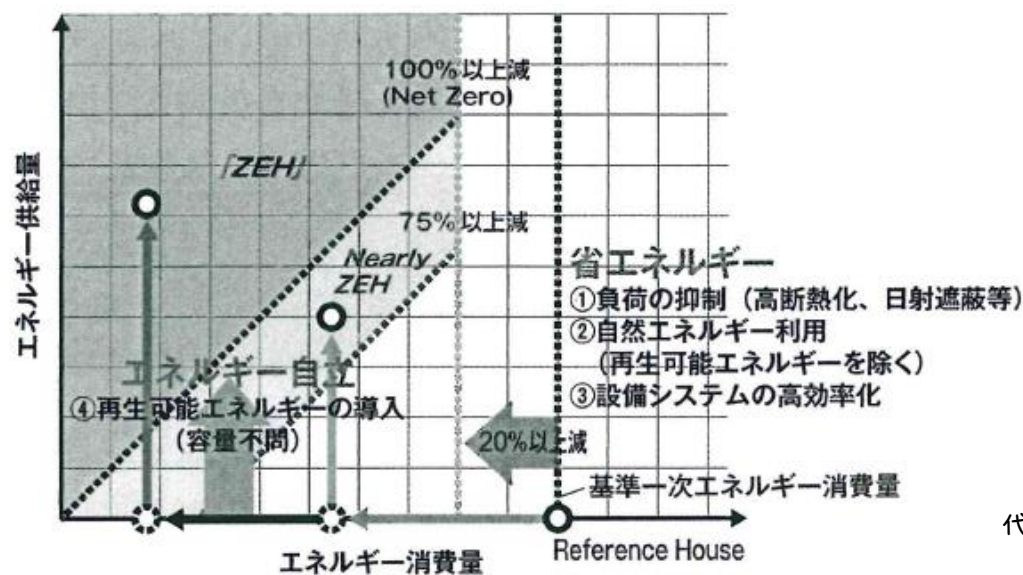 100%以上減
(Net Zero)
「ZEH」
75%以上減
Nearly
ZEH
エネルギー供給量
省エネルギー
①負荷の抑制（高断熱化、日射遮蔽等）
②自然エネルギー利用
（再生可能エネルギーを除く）
③設備システムの高効率化
エネルギー自立
④再生可能エネルギーの導入
（容量不問）
20%以上減
基準一次エネルギー消費量
エネルギー消費量
Reference House
代